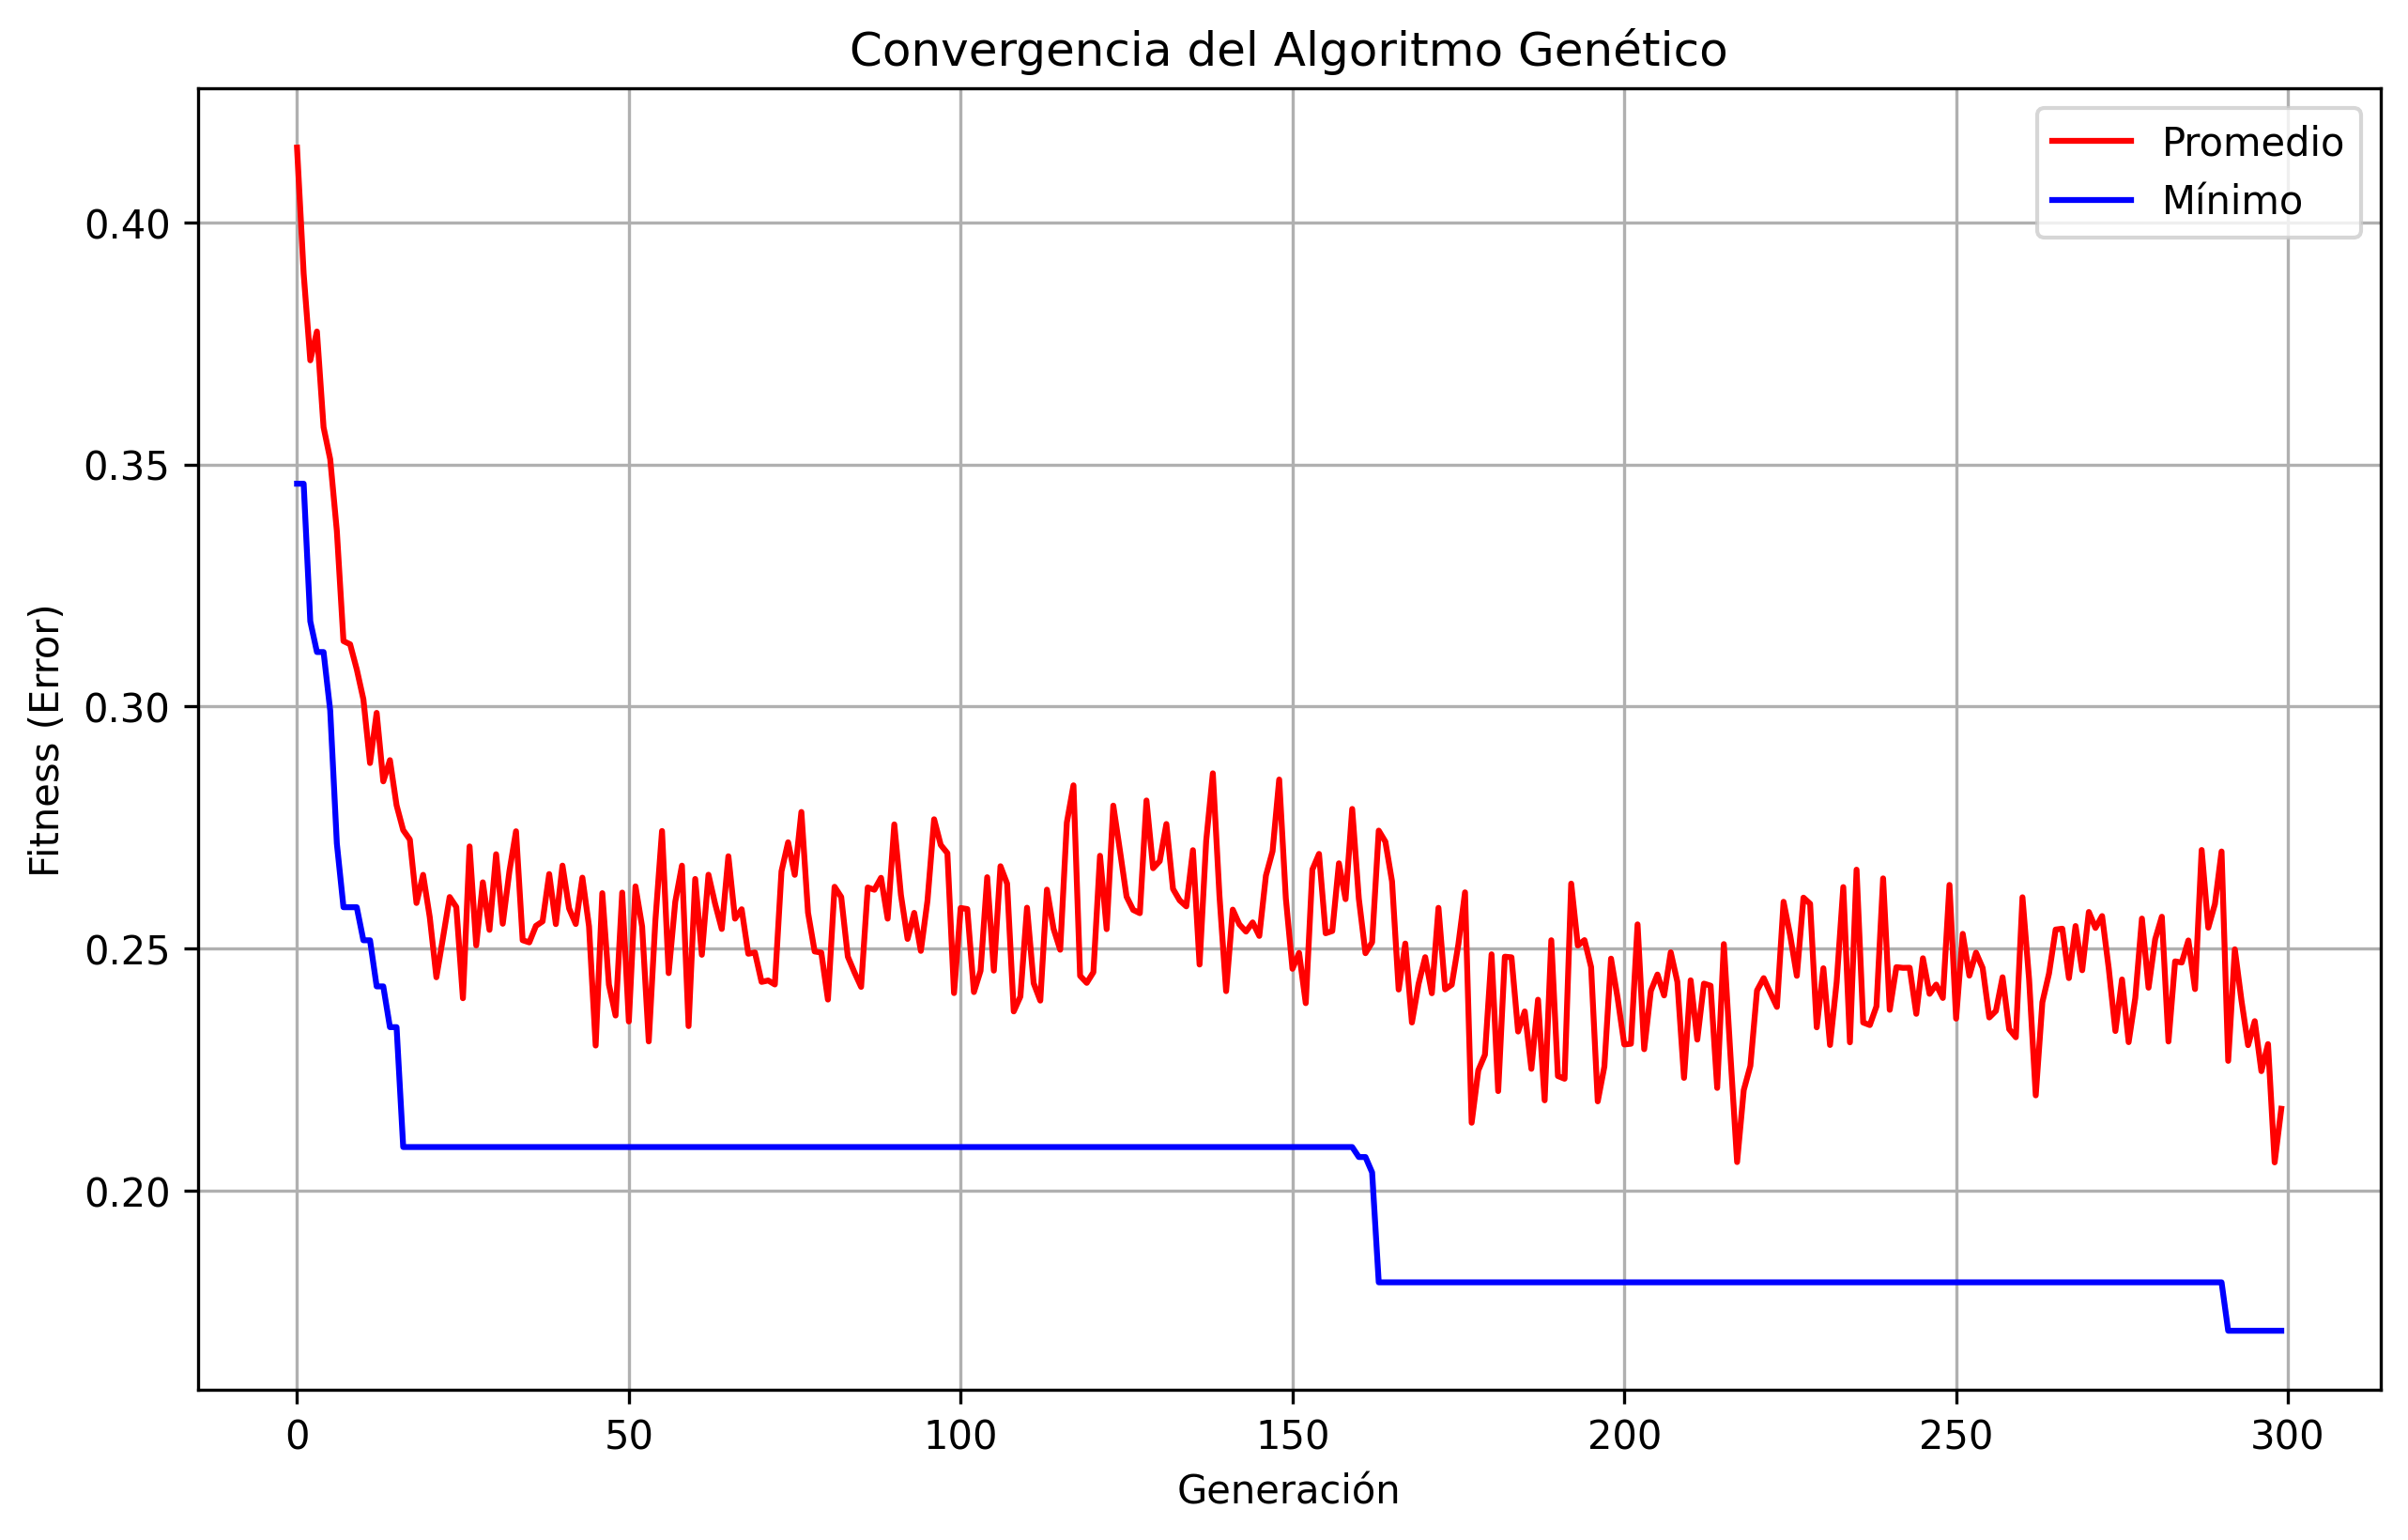 Convergencia del Algoritmo Genético
Promedio
Mínimo
Fitness (Error)
0.40
0.35
0.30
0.25
0.20
0 50 100 150 200 250 300
Generación